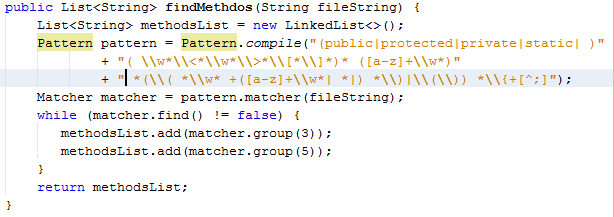 public List<String> findMethdos(String fileString) {
List<String> methodsList = new LinkedList<>();
Pattern pattern = Pattern.compile("(public|protected|private|static| )"
+ "( \\w*\\<*\\w*\\>*\\[*\\]*)* ([a-z]+\\w*)"
+ " *(\\( *\\w* +([a-z]+\\w*| *|) *\\)|\\(\\)) *\\{+[^;]");
Matcher matcher = pattern.matcher(fileString);
while (matcher.find() != false) {
methodsList.add(matcher.group(3));
methodsList.add(matcher.group(5));
}
return methodsList;
}